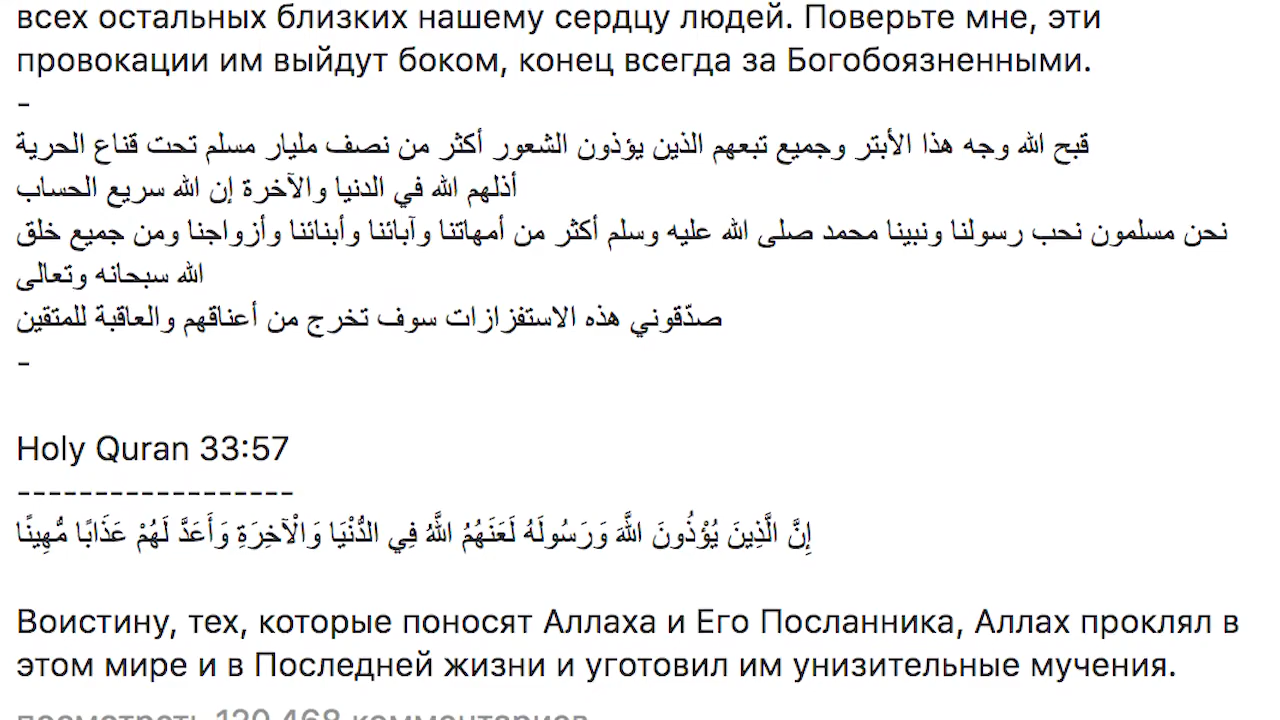 всех остальных близких нашему сердцу людей. Поверьте мне, эти
провокации им выйдут боком, конец всегда за Богобоязненными.
-
قبح الله وجه هذا الأبتر وجميع تبعهم الذين يؤذون الشعور أكثر من نصف مليار مسلم تحت قناع الحرية
أذلهم الله في الدنيا والآخرة إن الله سريع الحساب
نحن مسلمون نحب رسولنا ونبينا محمد صلى الله عليه وسلم أكثر من أمهاتنا وآبائنا وأبنائنا وأزواجنا ومن جميع خلق
الله سبحانه وتعالى
صدّقوني هذه الاستفزازات سوف تخرج من أعناقهم والعاقبة للمتقين
-
Holy Quran 33:57
------------------
إِنَّ الَّذِينَ يُؤْذُونَ اللَّهَ وَرَسُولَهُ لَعَنَهُمُ اللَّهُ فِي الدُّنْيَا وَالْآخِرَةِ وَأَعَدَّ لَهُمْ عَذَابًا مُّهِينًا
Воистину, тех, которые поносят Аллаха и Его Посланника, Аллах проклял в
этом мире и в Последней жизни и уготовил им унизительные мучения.
посмотреть 120 468 комментариев